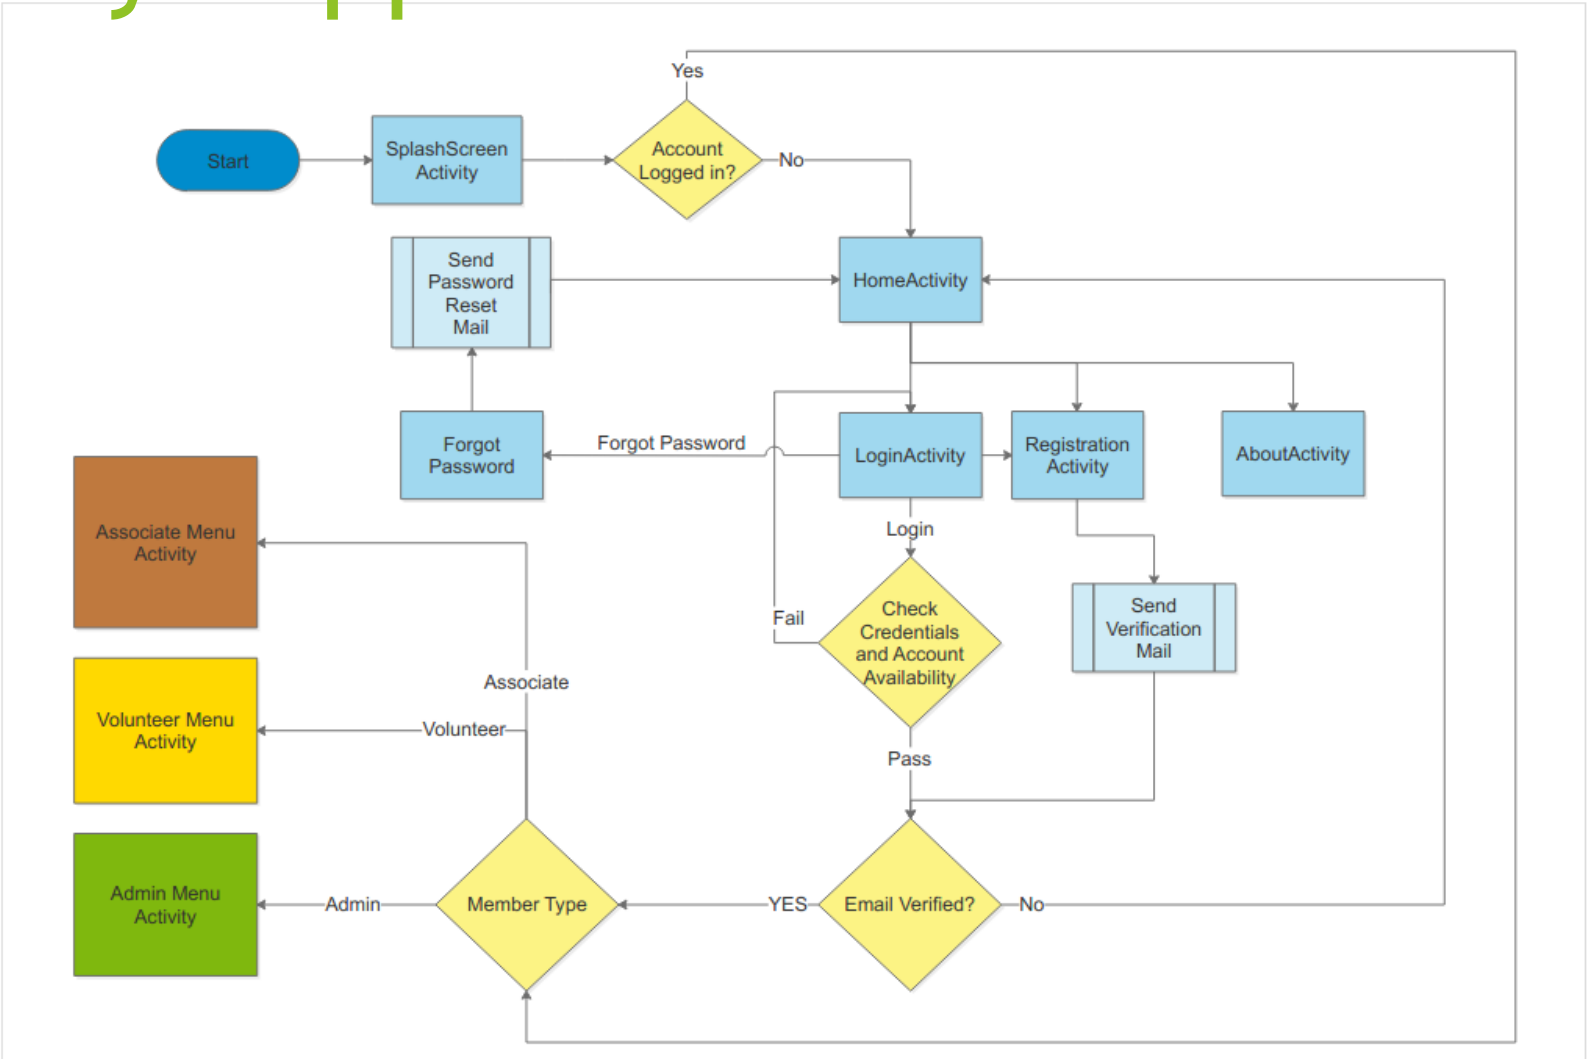 Yes
Start
SplashScreen
Activity
Account
Logged in?
No
Send
Password
Reset
Mail
HomeActivity
Forgot
Password
Forgot Password
LoginActivity
Registration
Activity
AboutActivity
Login
Associate Menu
Activity
Fail
Check
Credentials
and Account
Availability
Send
Verification
Mail
Associate
Volunteer Menu
Activity
Volunteer
Pass
Admin Menu
Activity
Admin
Member Type
YES
Email Verified?
No